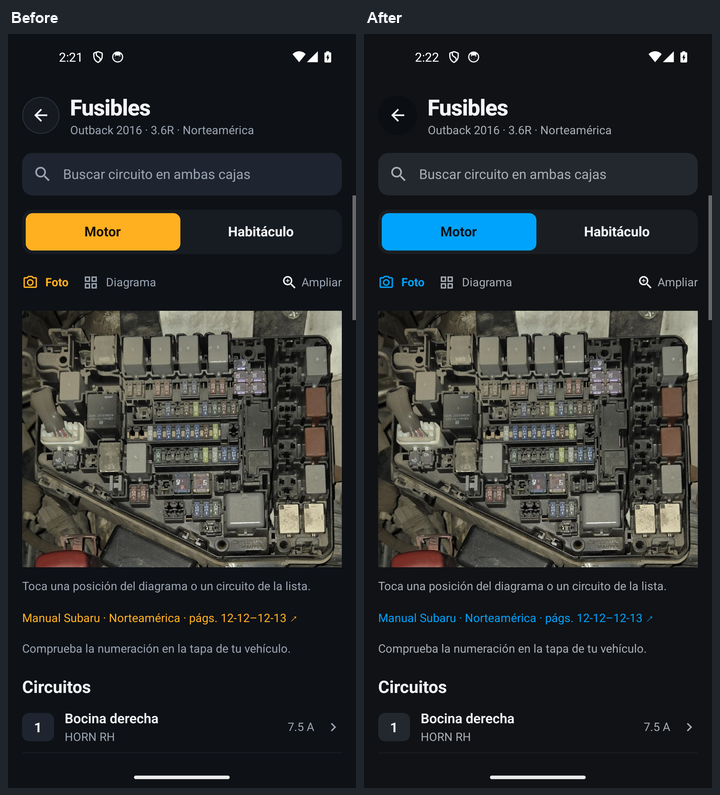 Before
2:21
Fusibles
Outback 2016 · 3.6R · Norteamérica
Buscar circuito en ambas cajas
Motor
Habitáculo
Foto
Diagrama
Ampliar
Toca una posición del diagrama o un circuito de la lista.
Manual Subaru · Norteamérica · págs. 12-12–12-13 ↗
Comprueba la numeración en la tapa de tu vehículo.
Circuitos
1
Bocina derecha
HORN RH
7.5 A
After
2:22
Fusibles
Outback 2016 · 3.6R · Norteamérica
Buscar circuito en ambas cajas
Motor
Habitáculo
Foto
Diagrama
Ampliar
Toca una posición del diagrama o un circuito de la lista.
Manual Subaru · Norteamérica · págs. 12-12–12-13 ↗
Comprueba la numeración en la tapa de tu vehículo.
Circuitos
1
Bocina derecha
HORN RH
7.5 A